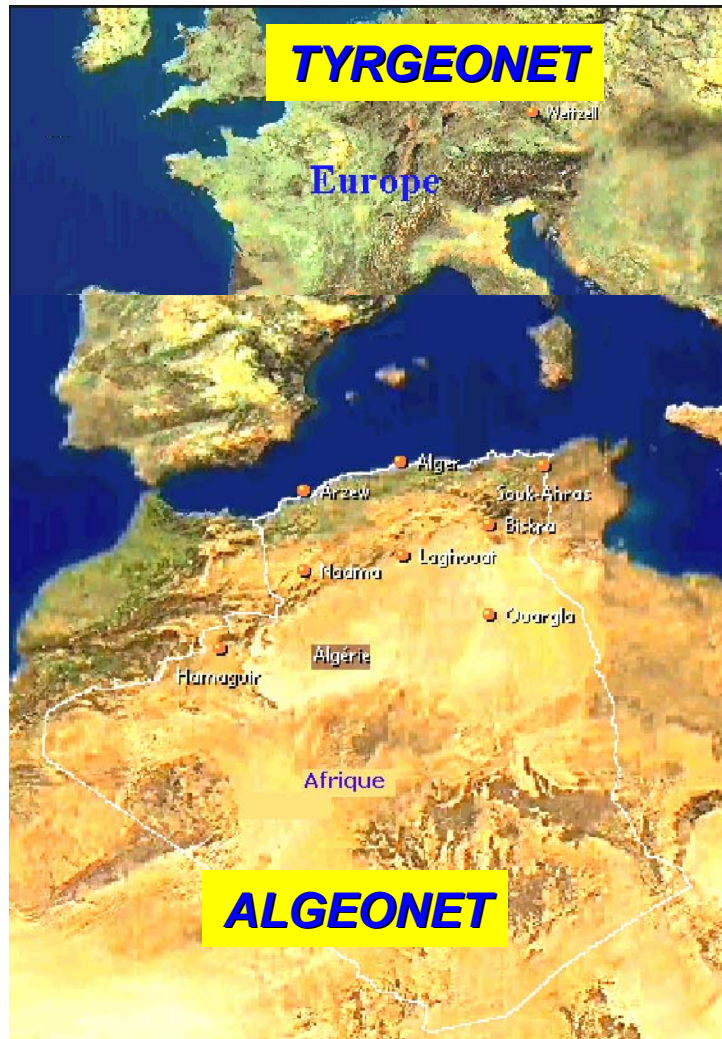 TYRGEONET
Wettzell
Europe
Alger
Arzew
Souk-Ahras
Biskra
Laghouat
Naama
Ouargla
Algérie
Hamaguir
Afrique
ALGEONET